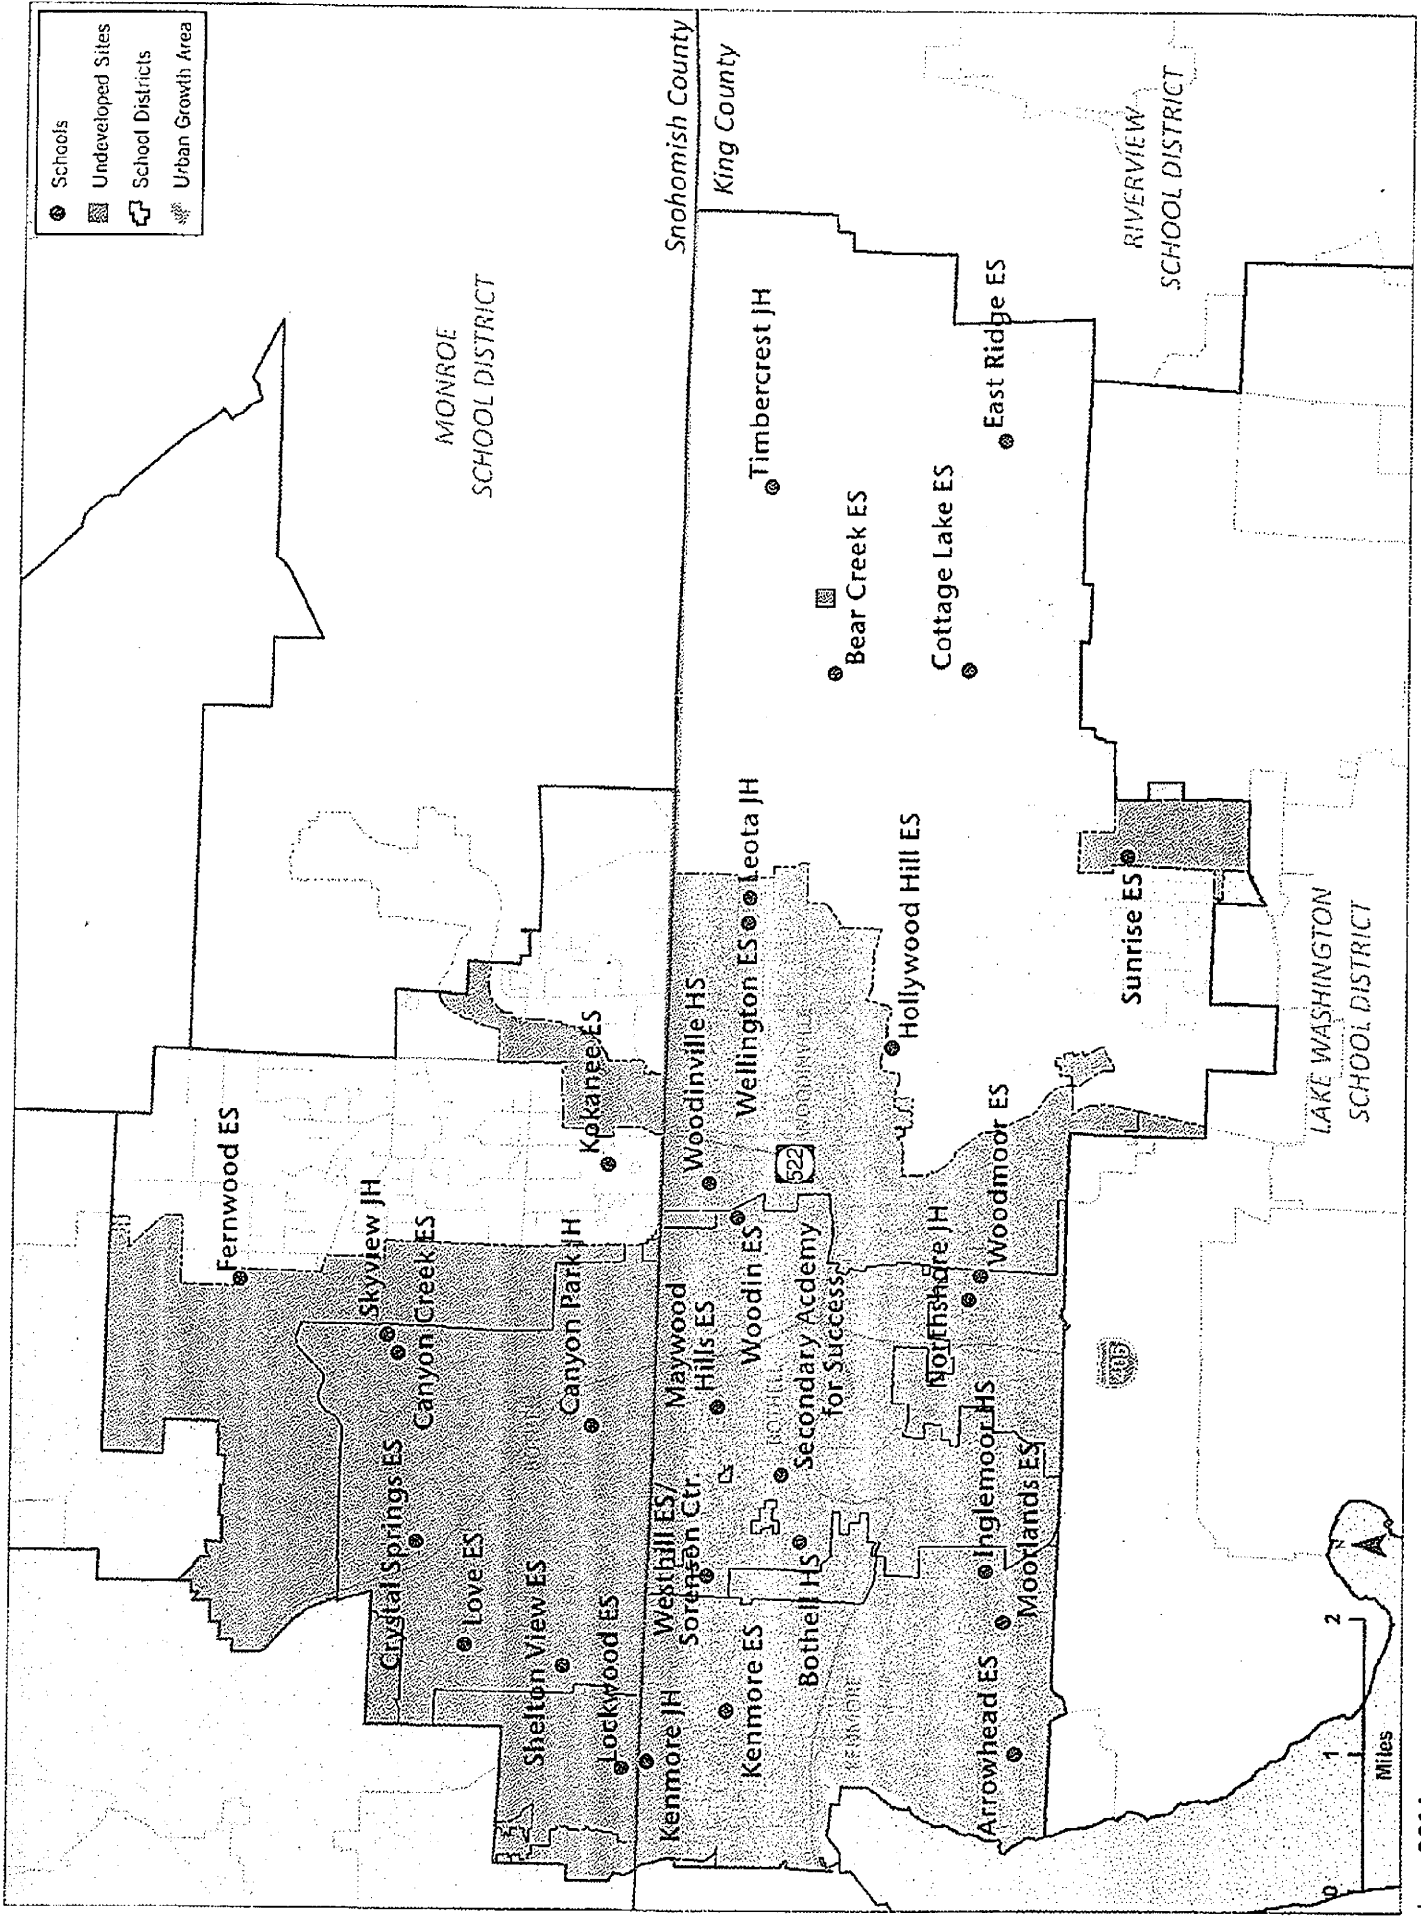 Schools
Undeveloped Sites
School Districts
Urban Growth Area
MONROE
SCHOOL DISTRICT
Snohomish County
King County
RIVERVIEW
SCHOOL DISTRICT
LAKE WASHINGTON
SCHOOL DISTRICT
Fernwood ES
Skyview JH
Canyon Creek ES
Crystal Springs ES
Love ES
Shelton View ES
Lockwood ES
Canyon Park JH
Kokanee ES
Kenmore JH
Westhill ES/
Sorenson Ctr.
Maywood
Hills ES
Woodinville HS
Wellington ES
Leota JH
Timbercrest JH
Kenmore ES
Bothell HS
Woodin ES
Secondary Acdemy
for Success
BOTHELL
WOODINVILLE
KENMORE
522
Bear Creek ES
Cottage Lake ES
East Ridge ES
Hollywood Hill ES
Northshore JH
Woodmoor ES
Inglemoor HS
Moorlands ES
Arrowhead ES
Sunrise ES
405
N
0
1
2
Miles